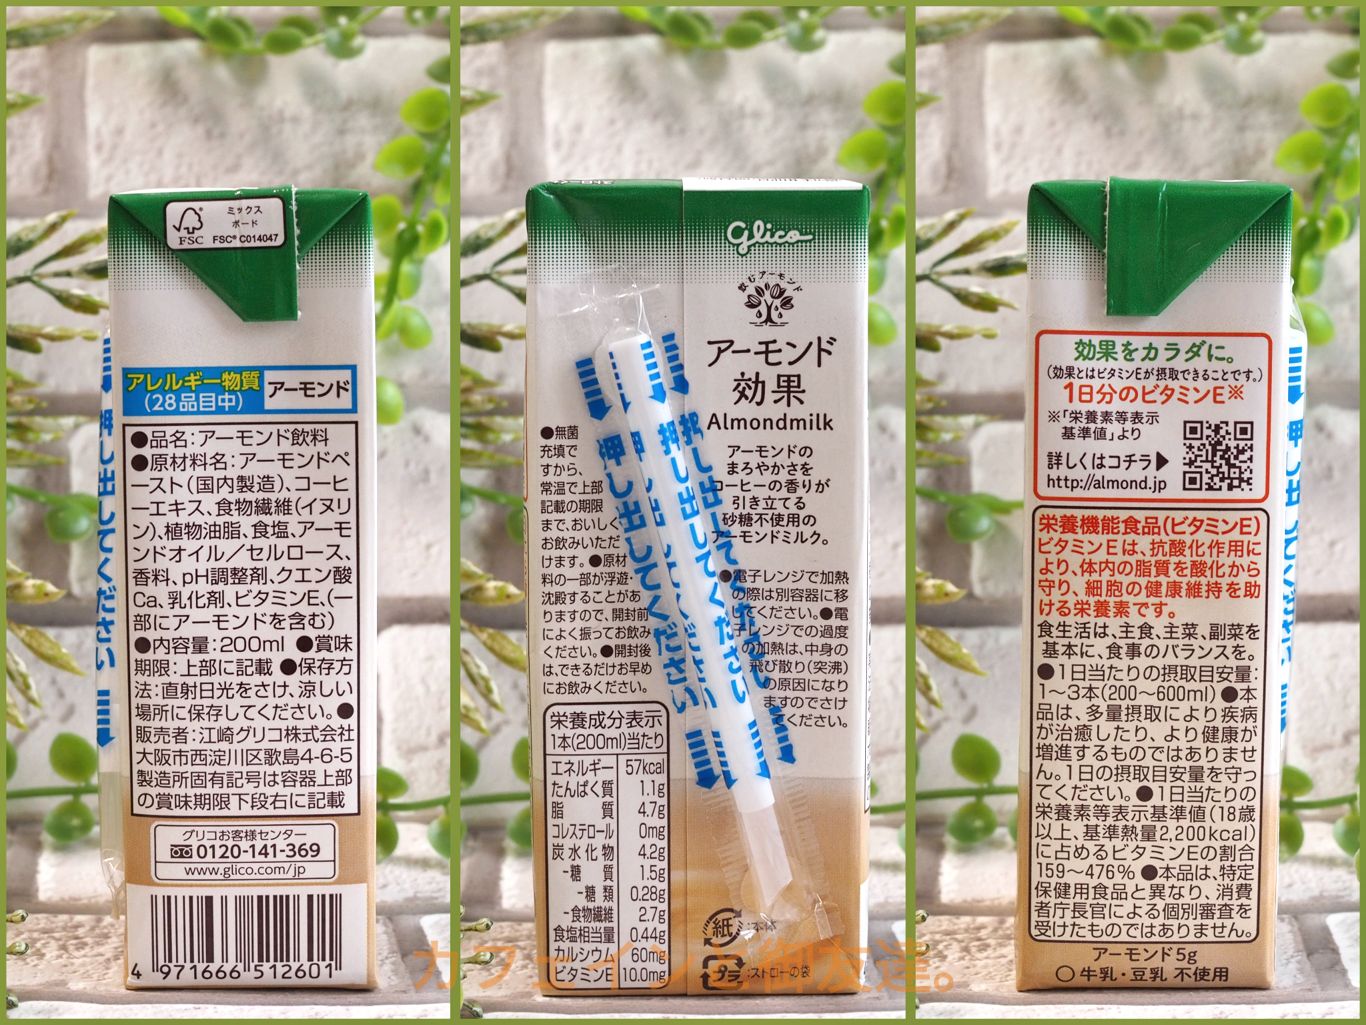 FSC
ミックス
ボード
FSC® C014047
アレルギー物質
(28品目中)
アーモンド
●品名:アーモンド飲料
●原材料名:アーモンドペ
ースト(国内製造)、コーヒ
ーエキス、食物繊維(イヌリ
ン)、植物油脂、食塩、アーモ
ンドオイル/セルロース、
香料、pH調整剤、クエン酸
Ca、乳化剤、ビタミンE、(一
部にアーモンドを含む)
●内容量:200ml ●賞味
期限:上部に記載 ●保存方
法:直射日光をさけ、涼しい
場所に保存してください。●
販売者:江崎グリコ株式会社
大阪市西淀川区歌島4-6-5
製造所固有記号は容器上部
の賞味期限下段右に記載
グリコお客様センター
0120-141-369
www.glico.com/jp
4 971666 512601
押し出してください
Glico
飲むアーモンド
アーモンド
効果
Almondmilk
アーモンドの
まろやかさを
コーヒーの香りが
引き立てる
砂糖不使用の
アーモンドミルク。
●電子レンジで加熱
の際は別容器に移
してください。●電
子レンジでの過度
の加熱は、中身の
飛び散り(突沸)
の原因になり
ますのでさけ
てください。
●無菌
充填で
すから、
常温で上部
記載の期限
まで、おいしく
お飲みいただ
けます。●原材
料の一部が浮遊・
沈殿することがあ
りますので、開封前
によく振ってお飲み
ください。●開封後
は、できるだけお早め
にお飲みください。
押し出してください
押し出してください
押し出してください
栄養成分表示
1本(200ml)当たり
エネルギー 57kcal
たんぱく質 1.1g
脂質 4.7g
コレステロール 0mg
炭水化物 4.2g
-糖質 1.5g
-糖類 0.28g
-食物繊維 2.7g
食塩相当量 0.44g
カルシウム 60mg
ビタミンE 10.0mg
紙:本体
プラ:ストローの袋
効果をカラダに。
(効果とはビタミンEが摂取できることです。)
1日分のビタミンE※
※「栄養素等表示
基準値」より
詳しくはコチラ▶
http://almond.jp
栄養機能食品(ビタミンE)
ビタミンEは、抗酸化作用に
より、体内の脂質を酸化から
守り、細胞の健康維持を助
ける栄養素です。
食生活は、主食、主菜、副菜を
基本に、食事のバランスを。
●1日当たりの摂取目安量:
1～3本(200～600ml) ●本
品は、多量摂取により疾病
が治癒したり、より健康が
増進するものではありませ
ん。1日の摂取目安量を守っ
てください。●1日当たりの
栄養素等表示基準値(18歳
以上、基準熱量2,200kcal)
に占めるビタミンEの割合
159～476% ●本品は、特定
保健用食品と異なり、消費
者庁長官による個別審査を
受けたものではありません。
アーモンド5g
○牛乳・豆乳 不使用
カフェインと御友達。